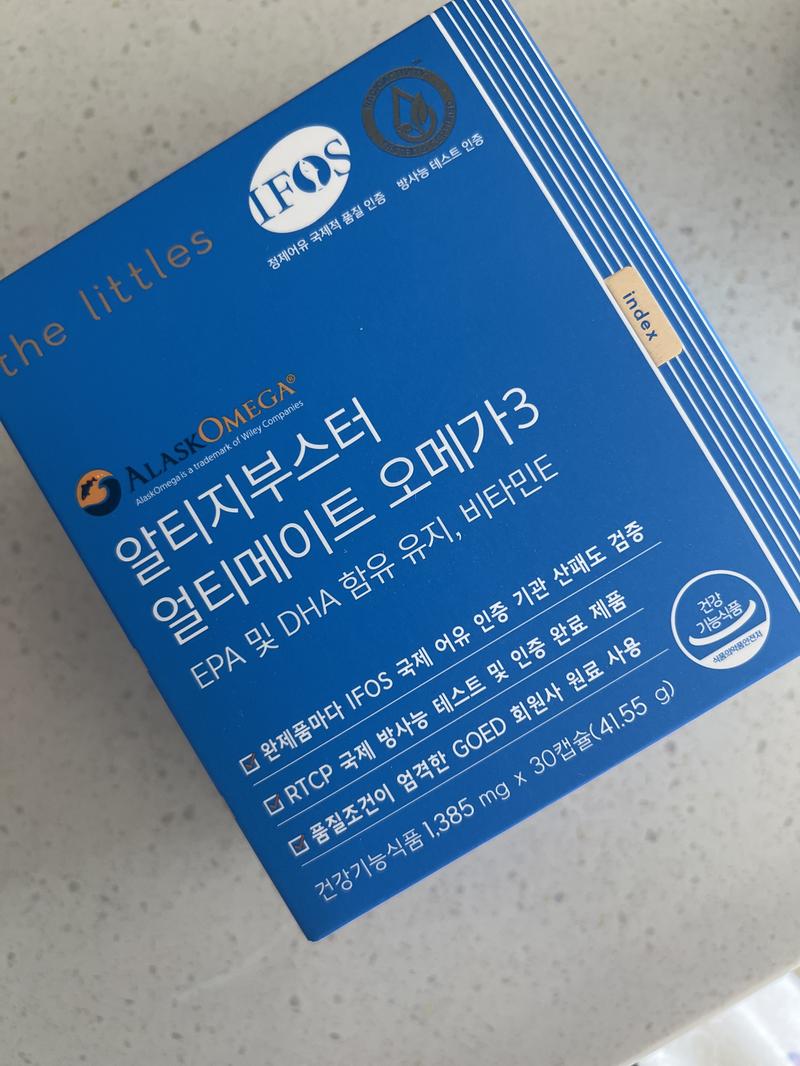 the littles
IFOS
정제어유 국제적 품질 인증
방사능 테스트 인증
index
ALASKOMEGA®
AlaskOmega is a trademark of Wiley Companies
알티지부스터
얼티메이트 오메가3
EPA 및 DHA 함유 유지, 비타민E
완제품마다 IFOS 국제 어유 인증 기관 산패도 검증
RTCP 국제 방사능 테스트 및 인증 완료 제품
품질조건이 엄격한 GOED 회원사 원료 사용
건강기능식품 1,385 mg x 30캡슐(41.55 g)
건강
기능식품
식품의약품안전처